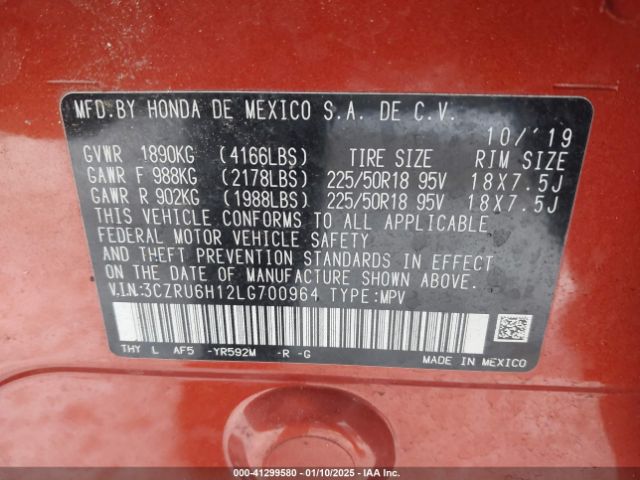 MFD.BY HONDA DE MEXICO S.A. DE C.V.
10/'19
GVWR 1890KG (4166LBS) TIRE SIZE RIM SIZE
GAWR F 988KG (2178LBS) 225/50R18 95V 18X7.5J
GAWR R 902KG (1988LBS) 225/50R18 95V 18X7.5J
THIS VEHICLE CONFORMS TO ALL APPLICABLE
FEDERAL MOTOR VEHICLE SAFETY
AND THEFT PREVENTION STANDARDS IN EFFECT
ON THE DATE OF MANUFACTURE SHOWN ABOVE.
V.I.N:3CZRU6H12LG700964 TYPE:MPV
THY L AF5 -YR592M -R -G
MADE IN MEXICO
000-41299580 - 01/10/2025 - IAA Inc.